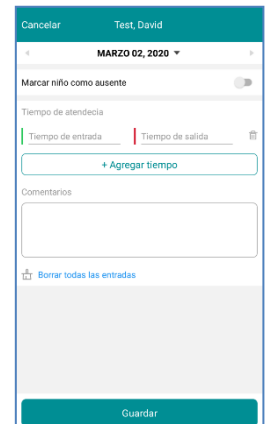 Cancelar Test, David
MARZO 02, 2020
Marcar niño como ausente
Tiempo de atendecia
Tiempo de entrada Tiempo de salida
+ Agregar tiempo
Comentarios
Borrar todas las entradas
Guardar